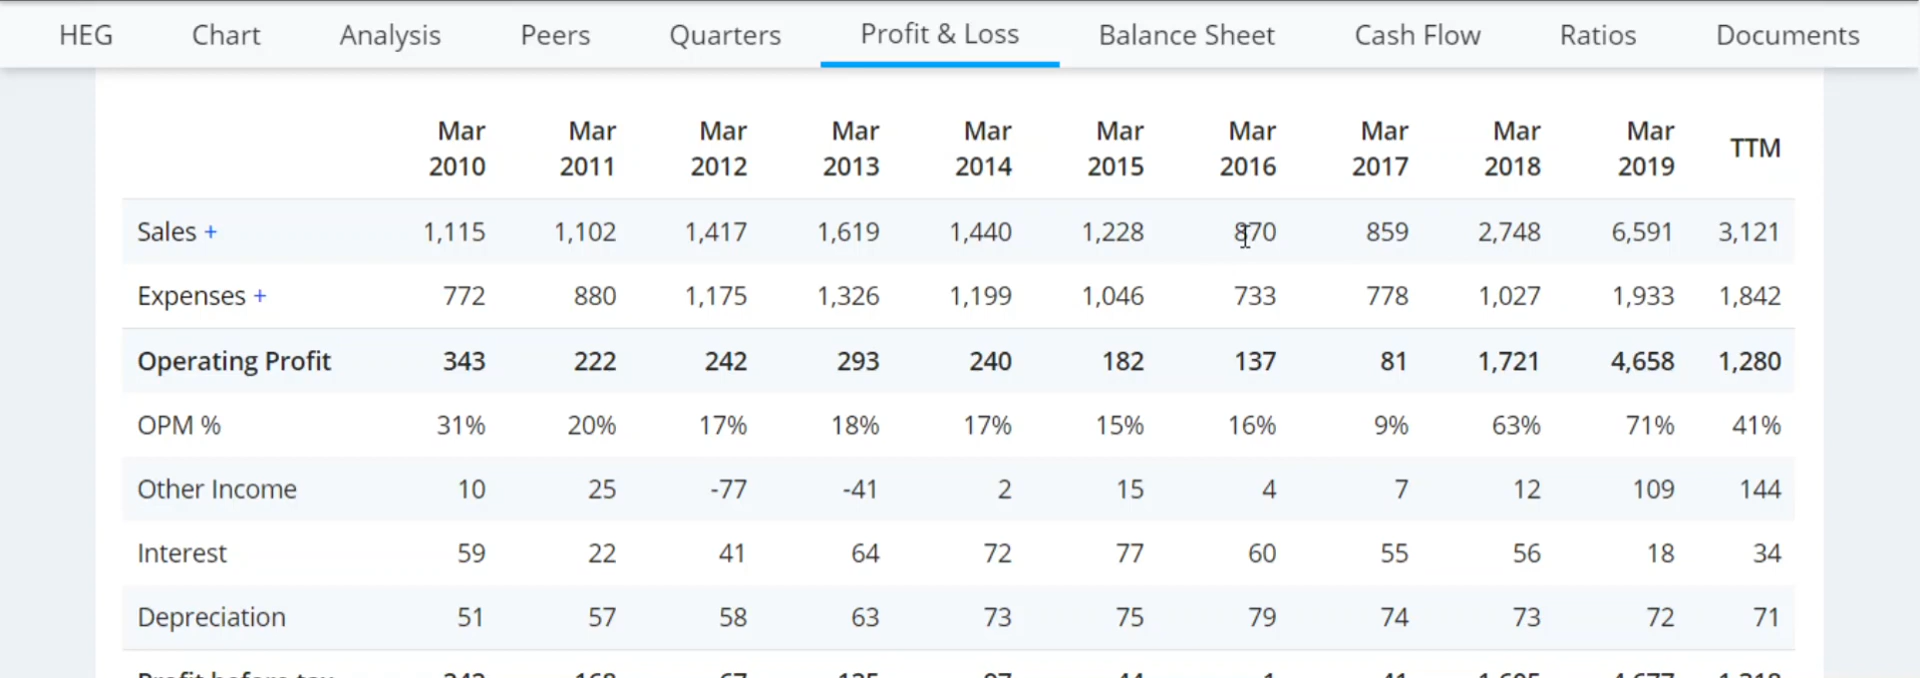 HEG Chart Analysis Peers Quarters Profit & Loss Balance Sheet Cash Flow Ratios Documents
Mar Mar Mar Mar Mar Mar Mar Mar Mar Mar TTM
2010 2011 2012 2013 2014 2015 2016 2017 2018 2019
Sales + 1,115 1,102 1,417 1,619 1,440 1,228 870 859 2,748 6,591 3,121
Expenses + 772 880 1,175 1,326 1,199 1,046 733 778 1,027 1,933 1,842
Operating Profit 343 222 242 293 240 182 137 81 1,721 4,658 1,280
OPM % 31% 20% 17% 18% 17% 15% 16% 9% 63% 71% 41%
Other Income 10 25 -77 -41 2 15 4 7 12 109 144
Interest 59 22 41 64 72 77 60 55 56 18 34
Depreciation 51 57 58 63 73 75 79 74 73 72 71
Profit before tax